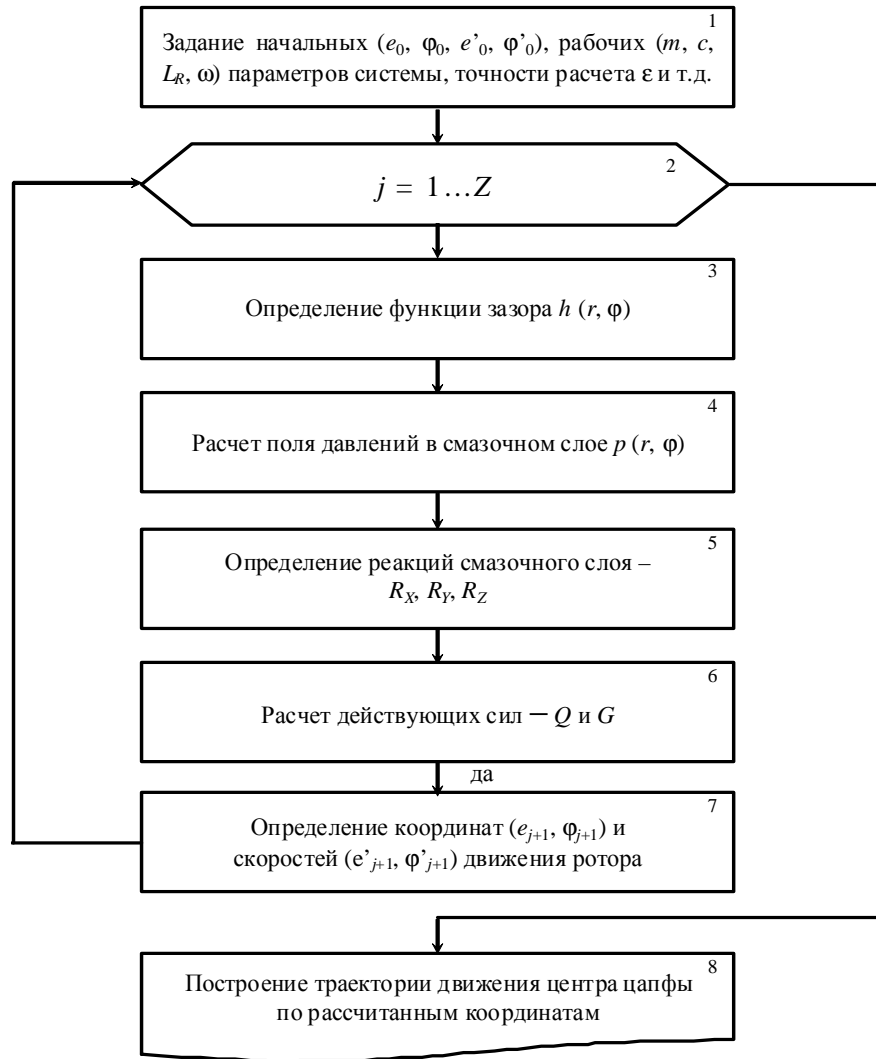 1
Задание начальных (e0, φ0, e’0, φ’0), рабочих (m, c,
LR, ω) параметров системы, точности расчета ε и т.д.
2
j = 1…Z
3
Определение функции зазора h (r, φ)
4
Расчет поля давлений в смазочном слое p (r, φ)
5
Определение реакций смазочного слоя –
RX, RY, RZ
6
Расчет действующих сил – Q и G
да
7
Определение координат (ej+1, φj+1) и
скоростей (e’j+1, φ’j+1) движения ротора
8
Построение траектории движения центра цапфы
по рассчитанным координатам